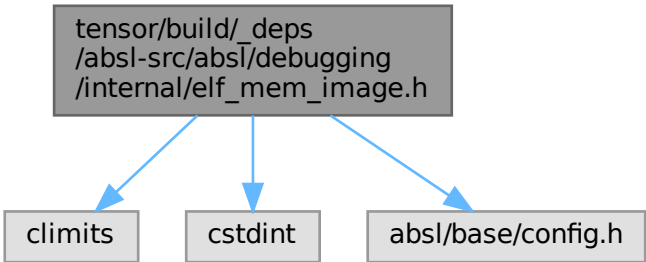 tensor/build/_deps
/absl-src/absl/debugging
/internal/elf_mem_image.h
climits
cstdint
absl/base/config.h